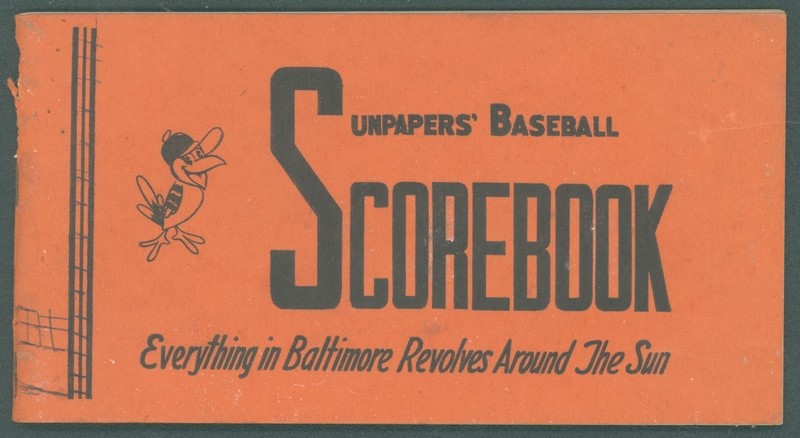 SUNPAPERS' BASEBALL
SCOREBOOK
Everything in Baltimore Revolves Around The Sun